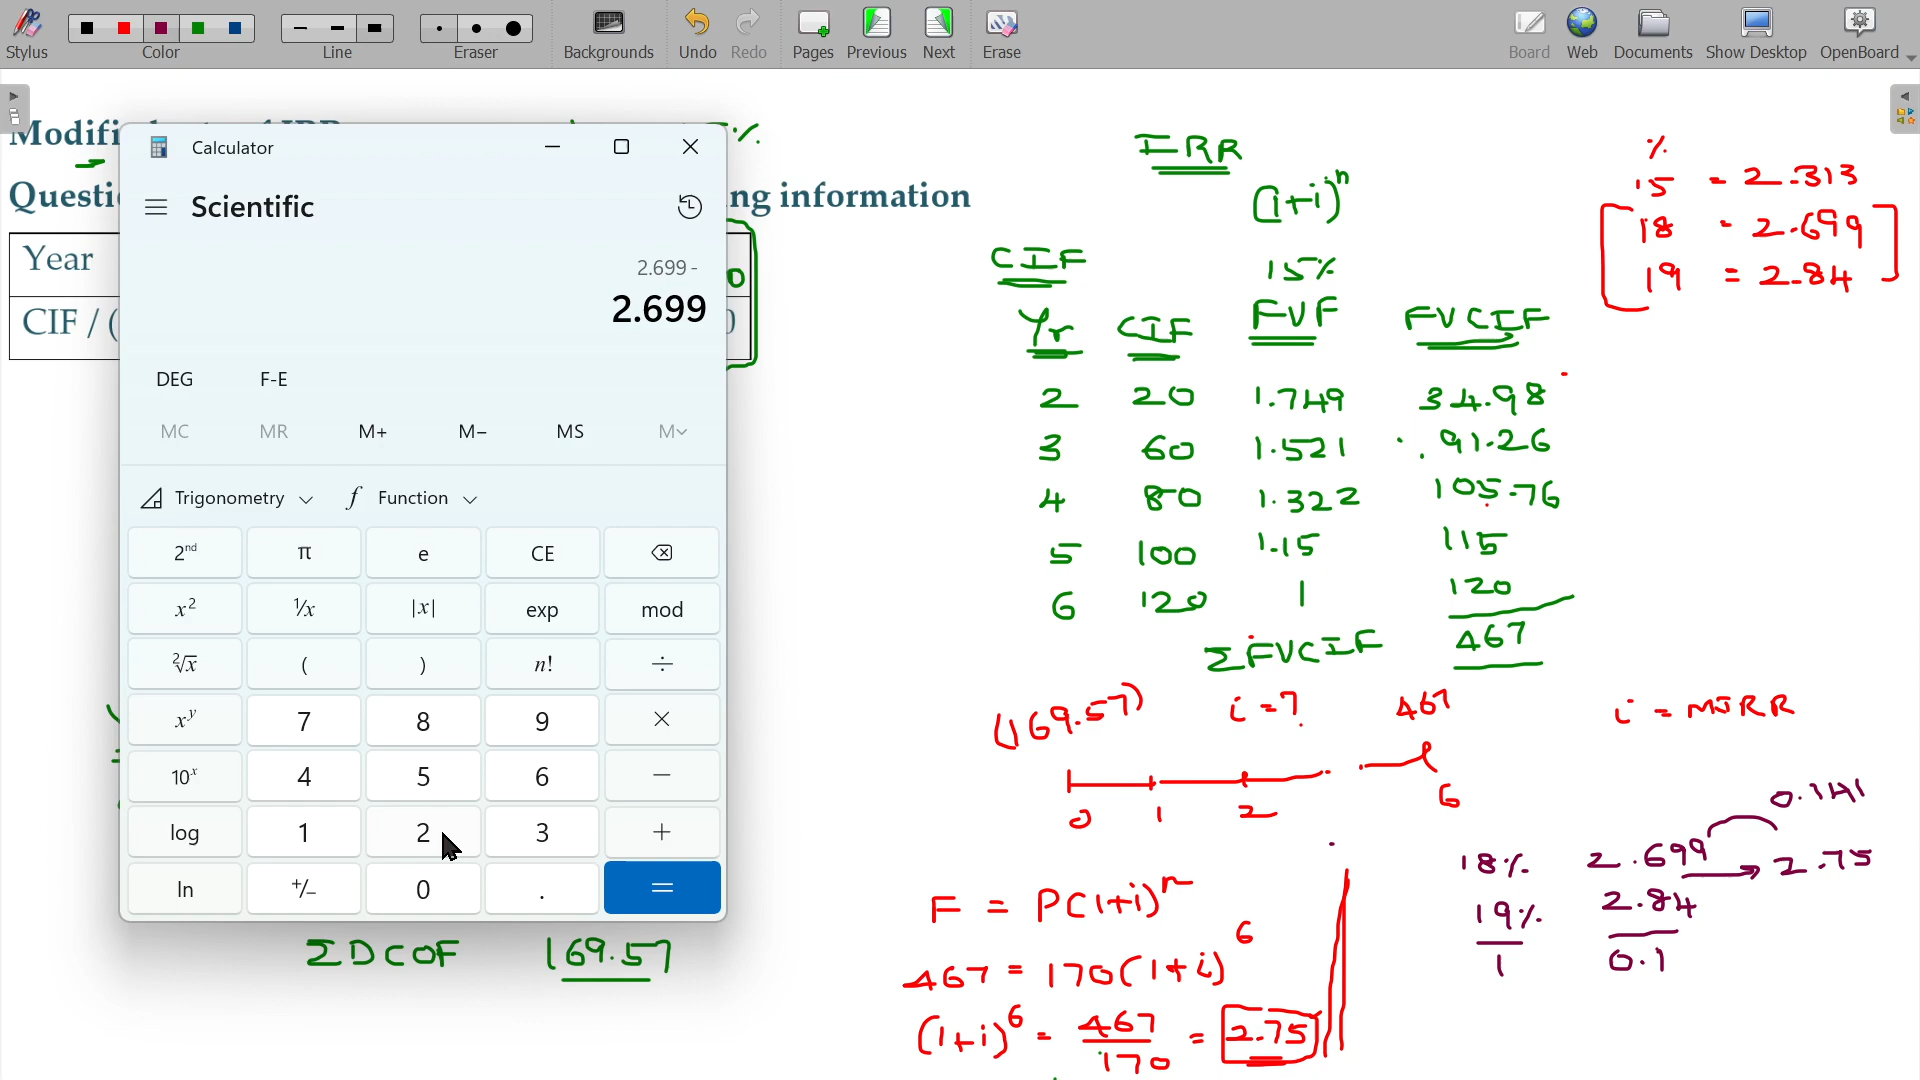 Stylus Color Line Eraser Backgrounds Undo Redo Pages Previous Next Erase Board Web Documents Show Desktop OpenBoard
Questi
ng information
Year
0
CIF / (
Calculator
Scientific
2.699 -
2.699
DEG F-E
MC MR M+ M− MS M
Trigonometry f Function
2nd π e CE
x² ¹/x |x| exp mod
²√x ( ) n! ÷
xʸ 7 8 9 ×
10ˣ 4 5 6 −
log 1 2 3 +
ln +/− 0 . =
ΣDCOF 169.57
IRR
(1+i)^n
CIF 15%
Yr CIF FVF FVCIF
2 20 1.749 34.98
3 60 1.521 91.26
4 80 1.322 105.76
5 100 1.15 115
6 120 1 120
ΣFVCIF 467
%
15 = 2.313
18 = 2.699
19 = 2.84
(169.57) i=? 467
0 1 2 6
i = MIRR
F = P(1+i)^n
467 = 170(1+i)^6
(1+i)^6 = 467/170 = 2.75
0.141
18% 2.699 → 2.75
19% 2.84
1 0.1